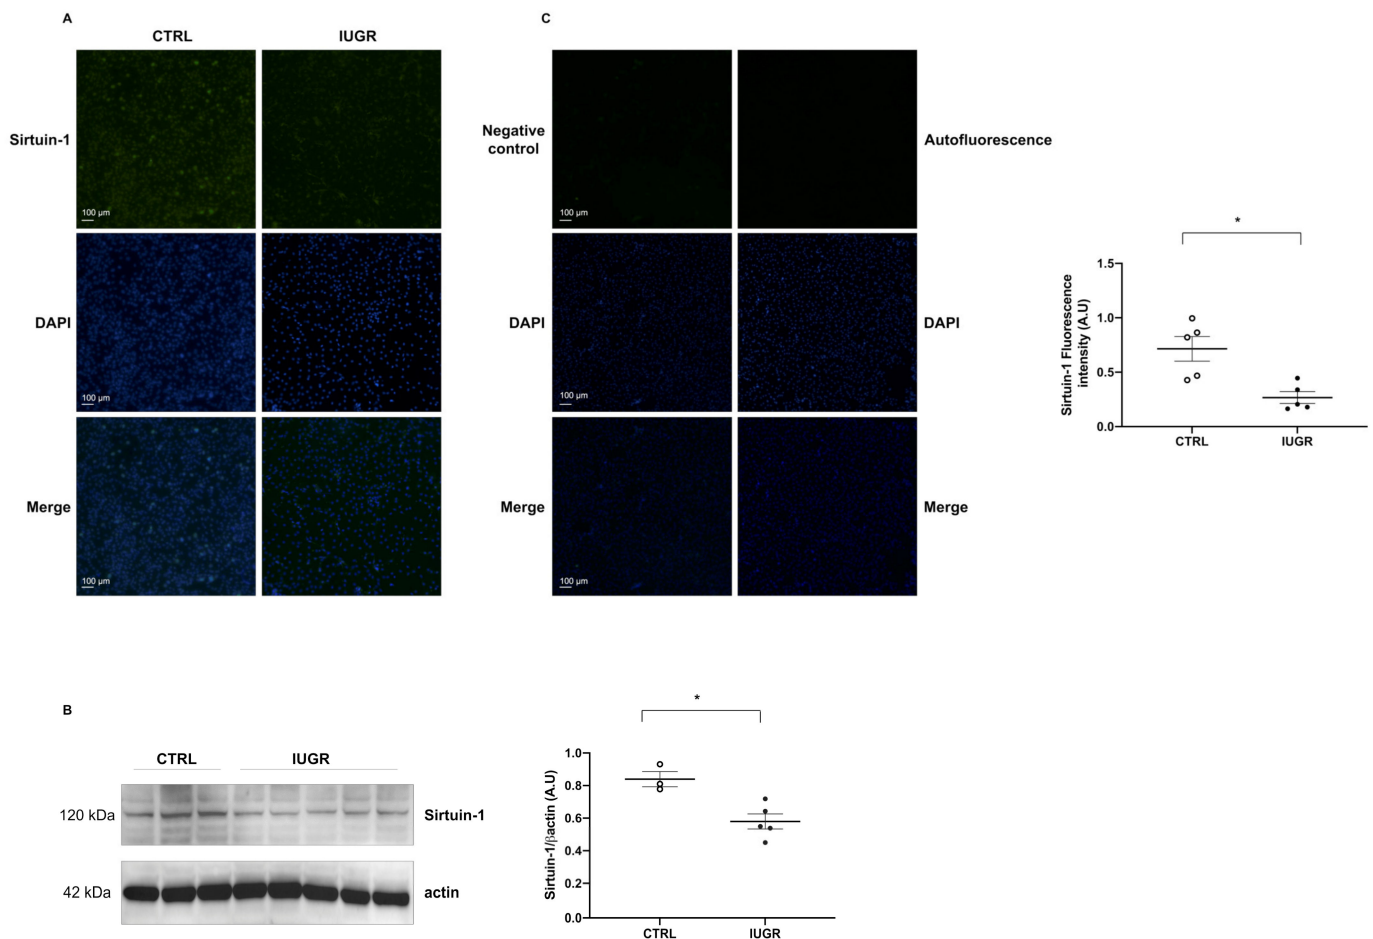 A
CTRL
IUGR
Sirtuin-1
100 µm
DAPI
100 µm
Merge
100 µm
C
Negative
control
Autofluorescence
100 µm
DAPI
DAPI
100 µm
Merge
Merge
100 µm
*
Sirtuin-1 Fluorescence
intensity (A.U)
1.5
1.0
0.5
0.0
CTRL
IUGR
B
CTRL
IUGR
120 kDa
Sirtuin-1
42 kDa
actin
*
Sirtuin-1/βactin (A.U)
1.0
0.8
0.6
0.4
0.2
0.0
CTRL
IUGR